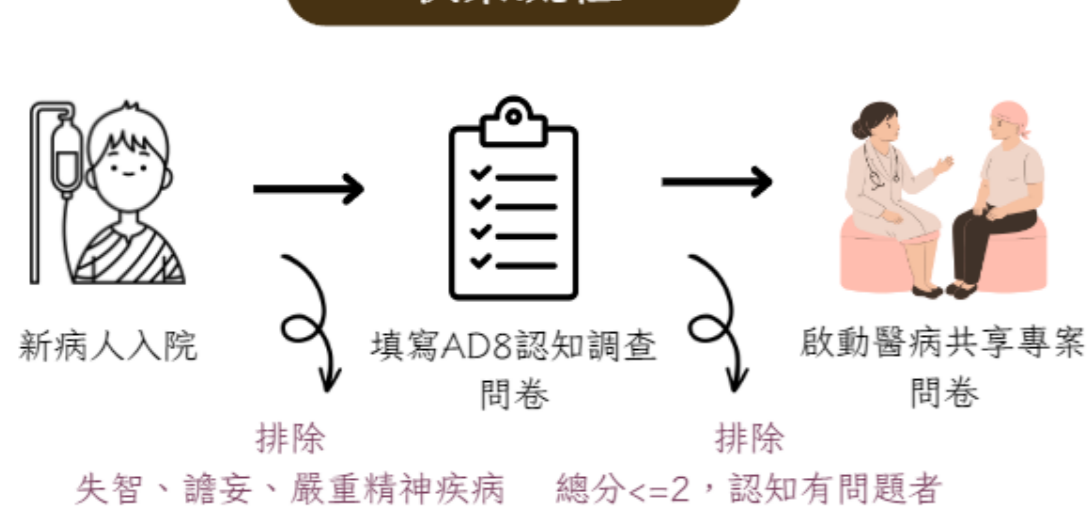 新病人入院
填寫AD8認知調查
問卷
啟動醫病共享專案
問卷
排除
失智、譫妄、嚴重精神疾病
排除
總分<=2，認知有問題者